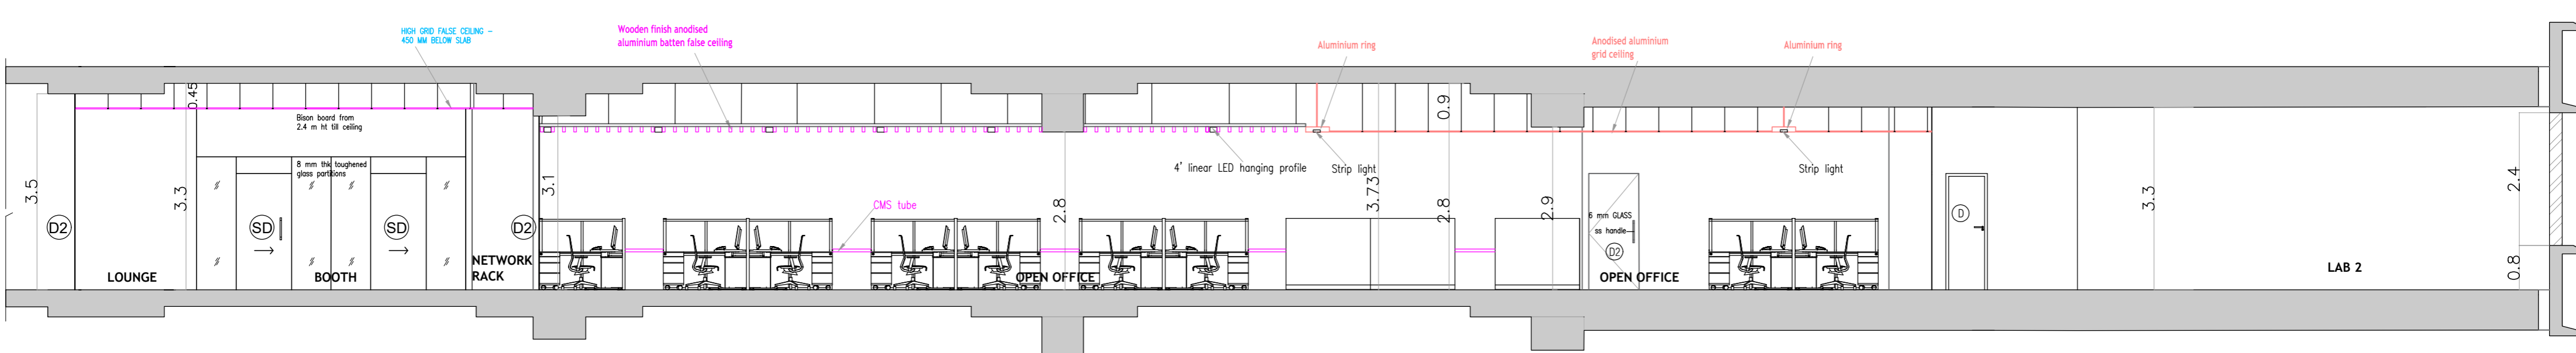 HIGH GRID FALSE CEILING -
450 MM BELOW SLAB
Wooden finish anodised
aluminium batten false ceiling
Aluminium ring
Anodised aluminium
grid ceiling
Aluminium ring
0.45
0.9
Bison board from
2.4 m ht till ceiling
8 mm thk toughened
glass partitions
4' linear LED hanging profile
Strip light
Strip light
3.5
3.3
3.1
2.8
3.73
2.8
2.9
3.3
2.4
0.8
CMS tube
6 mm GLASS
ss handle
D2
SD
SD
D2
D2
D
LOUNGE
BOOTH
NETWORK
RACK
OPEN OFFICE
OPEN OFFICE
LAB 2